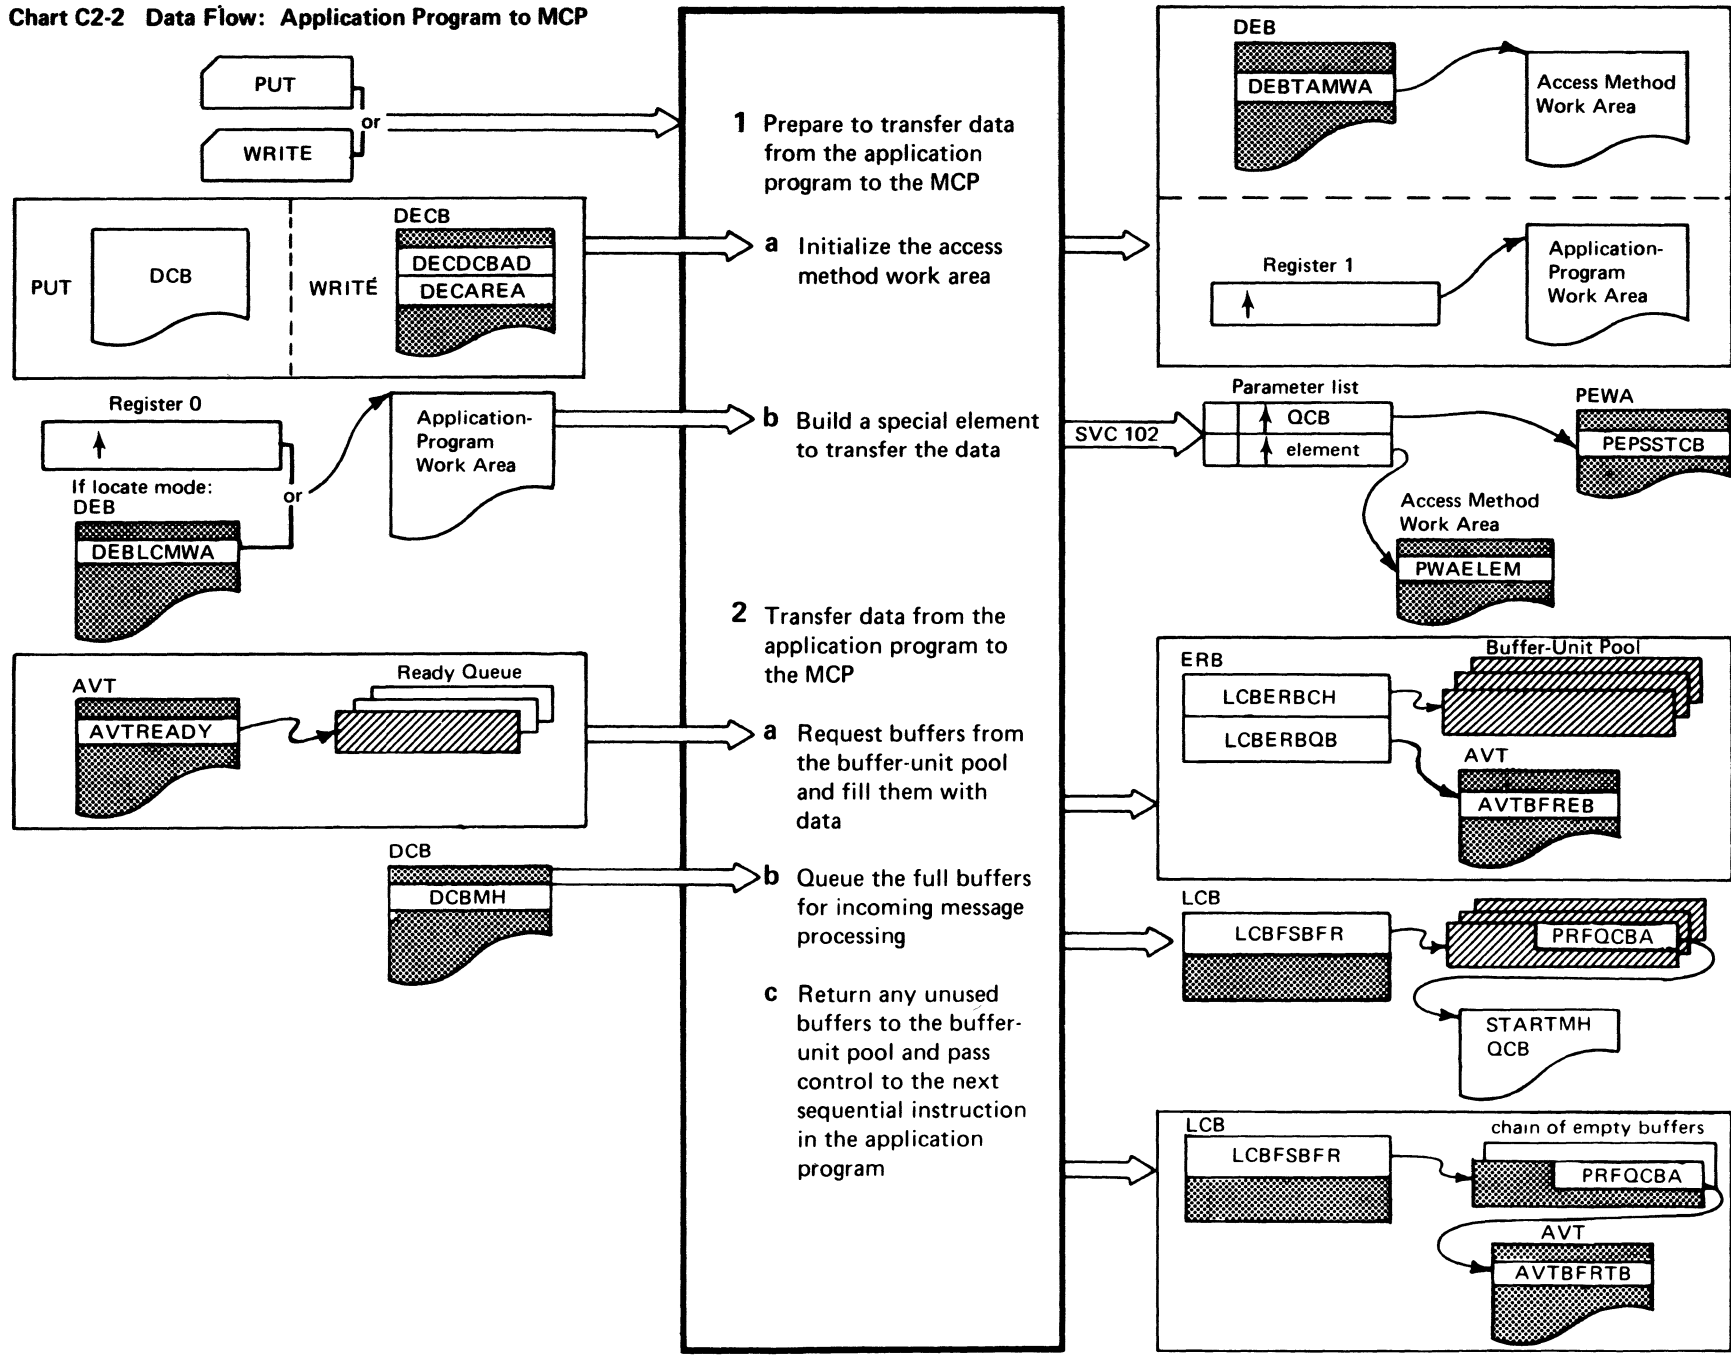 Chart C2-2 Data Flow: Application Program to MCP
PUT
or
WRITE
PUT
DCB
WRITE
DECB
DECDCBAD
DECAREA
Register 0
If locate mode:
DEB
DEBLCMWA
or
Application-
Program
Work Area
AVT
AVTREADY
Ready Queue
DCB
DCBMH
1 Prepare to transfer data
from the application
program to the MCP
a Initialize the access
method work area
b Build a special element
to transfer the data
2 Transfer data from the
application program to
the MCP
a Request buffers from
the buffer-unit pool
and fill them with
data
b Queue the full buffers
for incoming message
processing
c Return any unused
buffers to the buffer-
unit pool and pass
control to the next
sequential instruction
in the application
program
DEB
DEBTAMWA
Access Method
Work Area
Register 1
Application-
Program
Work Area
SVC 102
Parameter list
QCB
element
PEWA
PEPSSTCB
Access Method
Work Area
PWAELEM
ERB
LCBERBCH
LCBERBQB
Buffer-Unit Pool
AVT
AVTBFREB
LCB
LCBFSBFR
PRFQCBA
STARTMH
QCB
LCB
LCBFSBFR
chain of empty buffers
PRFQCBA
AVT
AVTBFRTB